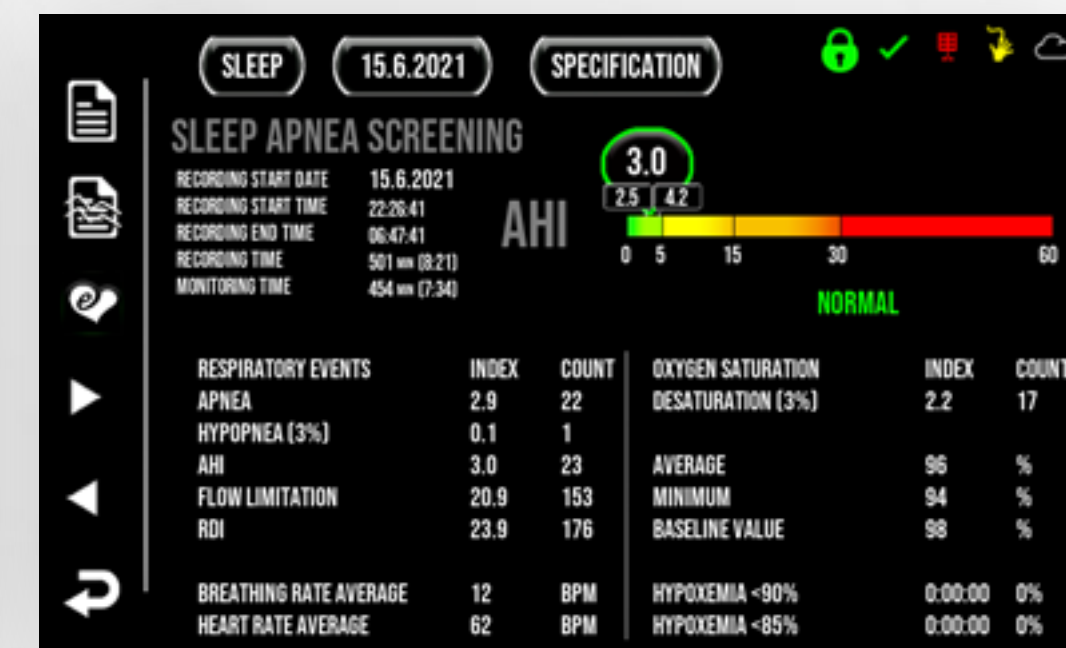 SLEEP 15.6.2021 SPECIFICATION
SLEEP APNEA SCREENING
RECORDING START DATE 15.6.2021
RECORDING START TIME 22:26:41
RECORDING END TIME 06:47:41
RECORDING TIME 501 MIN (8:21)
MONITORING TIME 454 MIN (7:34)
AHI
3.0
2.5 4.2
0 5 15 30 60
NORMAL
RESPIRATORY EVENTS INDEX COUNT
APNEA 2.9 22
HYPOPNEA (3%) 0.1 1
AHI 3.0 23
FLOW LIMITATION 20.9 153
RDI 23.9 176
BREATHING RATE AVERAGE 12 BPM
HEART RATE AVERAGE 62 BPM
OXYGEN SATURATION INDEX COUNT
DESATURATION (3%) 2.2 17
AVERAGE 96 %
MINIMUM 94 %
BASELINE VALUE 98 %
HYPOXEMIA <90% 0:00:00 0%
HYPOXEMIA <85% 0:00:00 0%